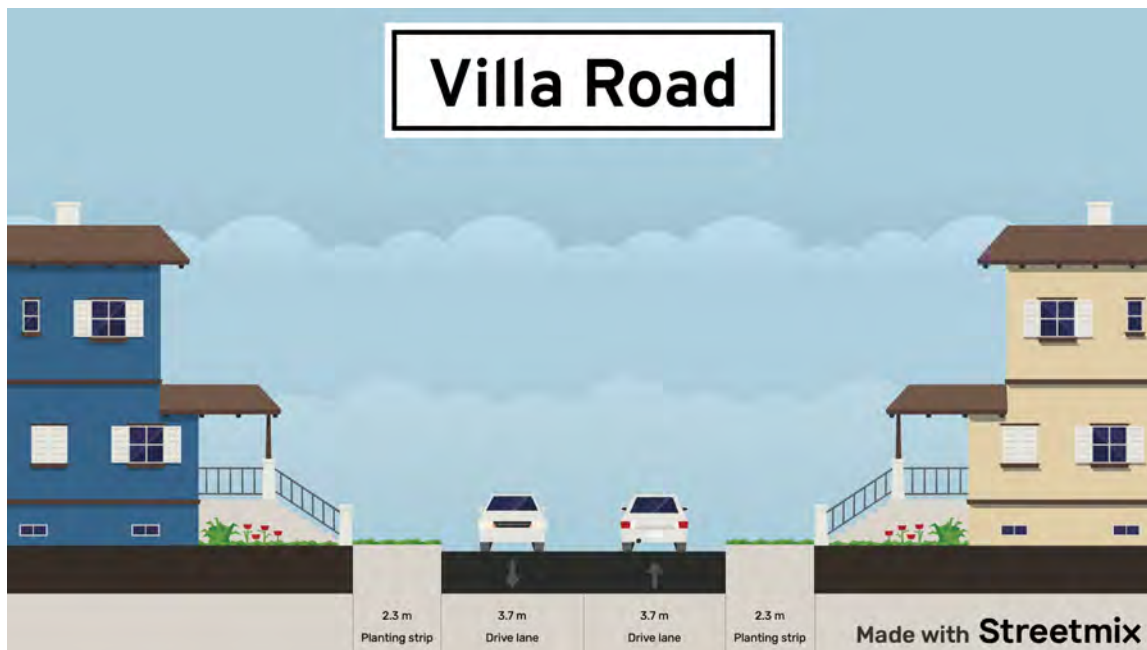 Villa Road
2.3 m
Planting strip
3.7 m
Drive lane
3.7 m
Drive lane
2.3 m
Planting strip
Made with Streetmix